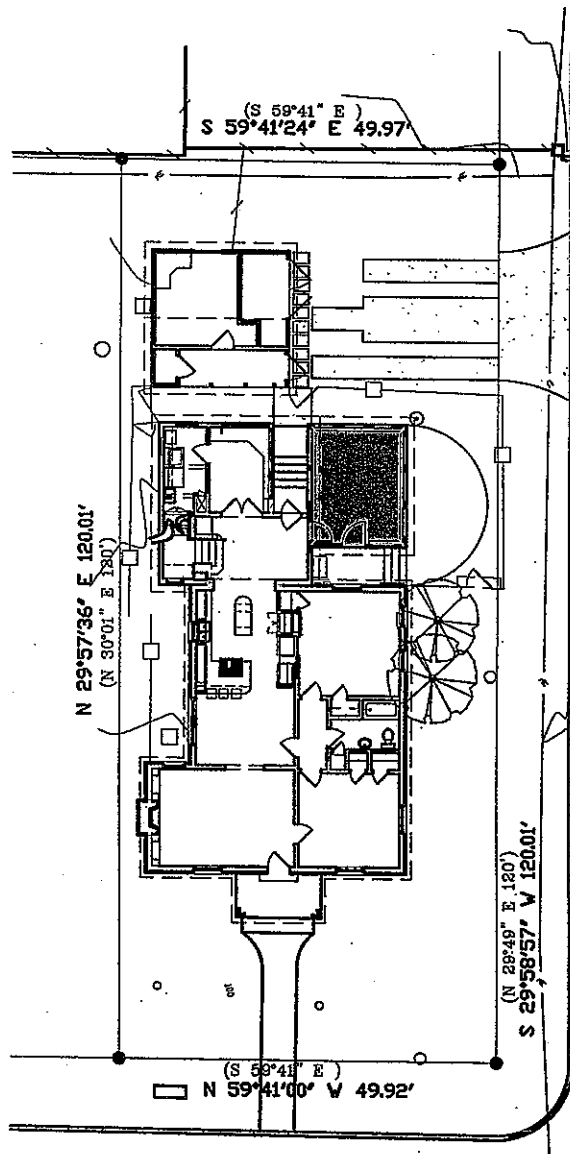 (S 59°41" E )
S 59°41'24" E 49.97'
N 29°57'36" E 120.01'
(N 30°01" E 120')
(N 29°49" E 120')
S 29°58'57" W 120.01'
(S 59°41" E )
N 59°41'00" W 49.92'